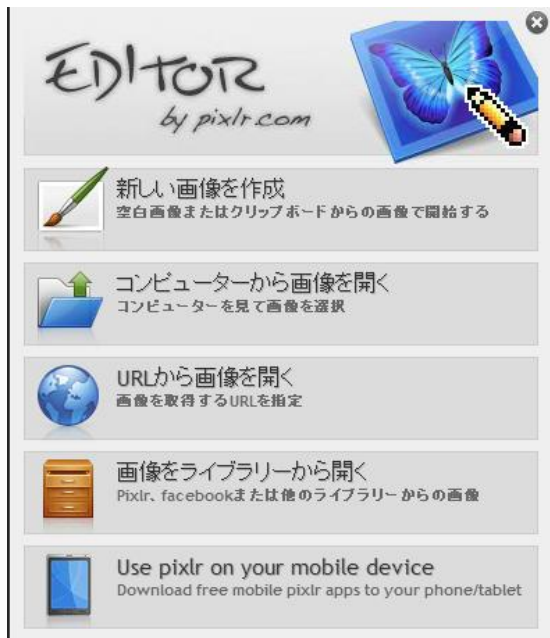 EDITOR
by pixlr.com
新しい画像を作成
空白画像またはクリップボードからの画像で開始する
コンピューターから画像を開く
コンピューターを見て画像を選択
URLから画像を開く
画像を取得するURLを指定
画像をライブラリーから開く
Pixlr、facebookまたは他のライブラリーからの画像
Use pixlr on your mobile device
Download free mobile pixlr apps to your phone/tablet